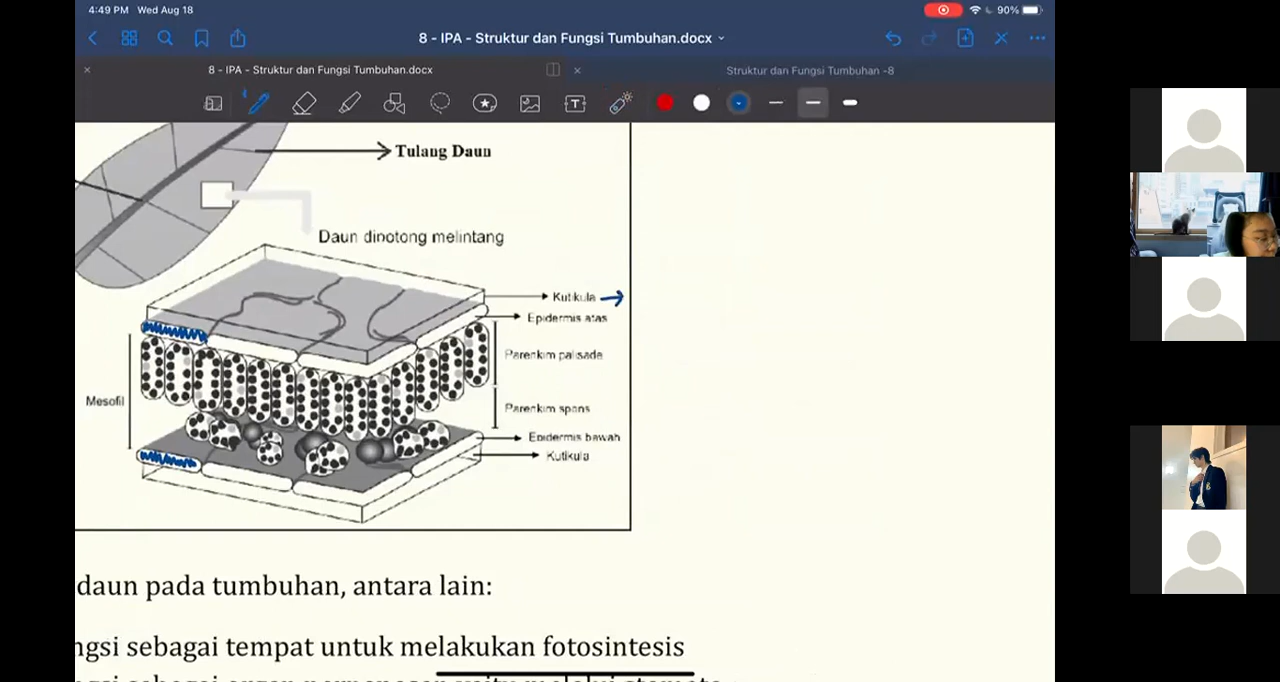 4:49 PM Wed Aug 18
90%
8 - IPA - Struktur dan Fungsi Tumbuhan.docx
8 - IPA - Struktur dan Fungsi Tumbuhan.docx
Struktur dan Fungsi Tumbuhan -8
Tulang Daun
Daun dinotong melintang
Kutikula
Epidermis atas
Parenkim palisade
Mesofil
Parenkim spons
Epidermis bawah
Kutikula
daun pada tumbuhan, antara lain:
ngsi sebagai tempat untuk melakukan fotosintesis